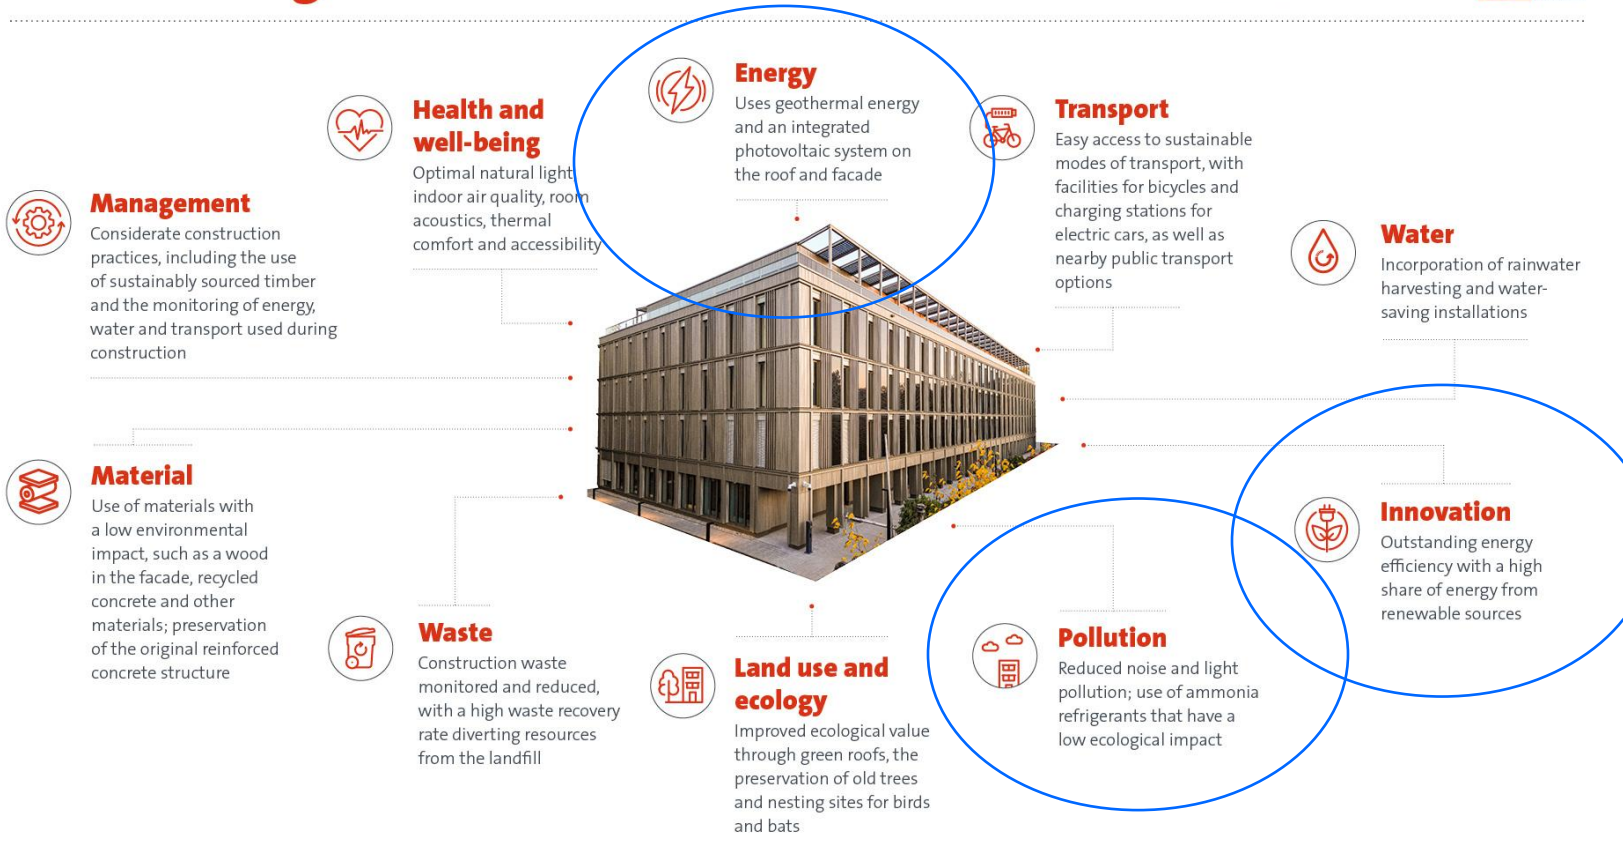 Energy
Uses geothermal energy
and an integrated
photovoltaic system on
the roof and facade
Health and
well-being
Optimal natural light,
indoor air quality, room
acoustics, thermal
comfort and accessibility
Transport
Easy access to sustainable
modes of transport, with
facilities for bicycles and
charging stations for
electric cars, as well as
nearby public transport
options
Management
Considerate construction
practices, including the use
of sustainably sourced timber
and the monitoring of energy,
water and transport used during
construction
Water
Incorporation of rainwater
harvesting and water-
saving installations
Material
Use of materials with
a low environmental
impact, such as a wood
in the facade, recycled
concrete and other
materials; preservation
of the original reinforced
concrete structure
Innovation
Outstanding energy
efficiency with a high
share of energy from
renewable sources
Waste
Construction waste
monitored and reduced,
with a high waste recovery
rate diverting resources
from the landfill
Land use and
ecology
Improved ecological value
through green roofs, the
preservation of old trees
and nesting sites for birds
and bats
Pollution
Reduced noise and light
pollution; use of ammonia
refrigerants that have a
low ecological impact